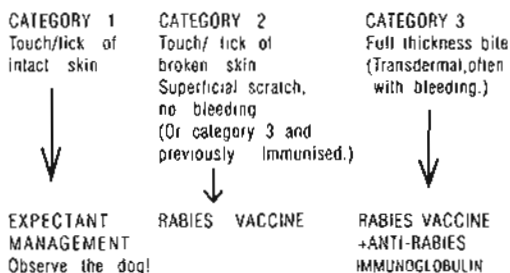 CATEGORY 1
Touch/lick of
intact skin
EXPECTANT
MANAGEMENT
Observe the dog!
CATEGORY 2
Touch/ lick of
broken skin
Superficial scratch,
no bleeding
(Or category 3 and
previously immunised.)
RABIES VACCINE
CATEGORY 3
Full thickness bite
(Transdermal,often
with bleeding.)
RABIES VACCINE
+ANTI-RABIES
IMMUNOGLOBULIN